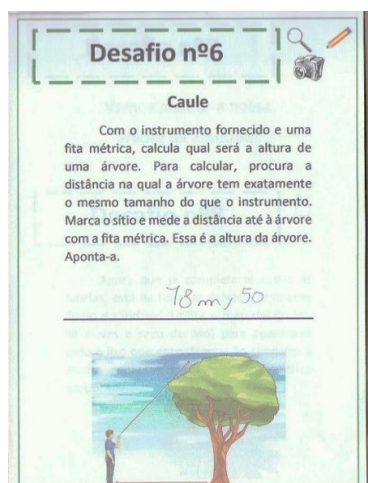 Desafio nº6
Caule
Com o instrumento fornecido e uma
fita métrica, calcula qual será a altura de
uma árvore. Para calcular, procura a
distância na qual a árvore tem exatamente
o mesmo tamanho do que o instrumento.
Marca o sítio e mede a distância até à árvore
com a fita métrica. Essa é a altura da árvore.
Aponta-a.
18 m y 50